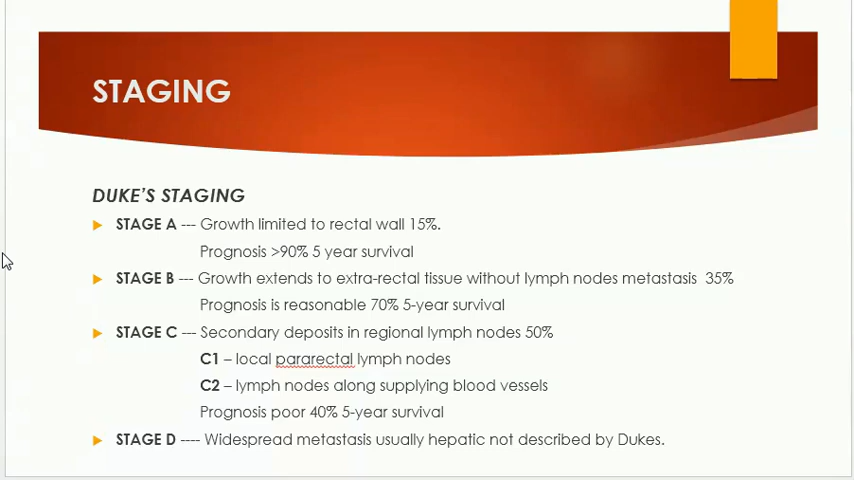 STAGING
DUKE'S STAGING
STAGE A --- Growth limited to rectal wall 15%.
Prognosis >90% 5 year survival
STAGE B --- Growth extends to extra-rectal tissue without lymph nodes metastasis 35%
Prognosis is reasonable 70% 5-year survival
STAGE C --- Secondary deposits in regional lymph nodes 50%
C1 – local pararectal lymph nodes
C2 – lymph nodes along supplying blood vessels
Prognosis poor 40% 5-year survival
STAGE D ---- Widespread metastasis usually hepatic not described by Dukes.